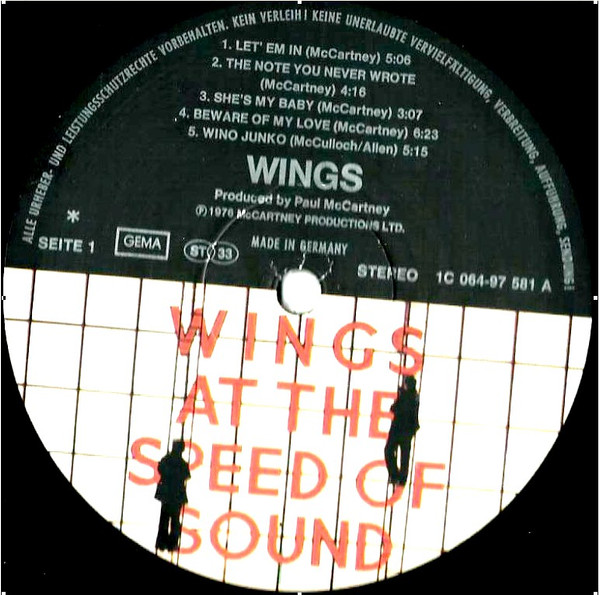 ALLE URHEBER- UND LEISTUNGSSCHUTZRECHTE VORBEHALTEN. KEIN VERLEIH! KEINE UNERLAUBTE VERVIELFÄLTIGUNG, VERBREITUNG, AUFFÜHRUNG, SENDUNG!
1. LET' EM IN (McCartney) 5:06
2. THE NOTE YOU NEVER WROTE
(McCartney) 4:16
3. SHE'S MY BABY (McCartney) 3:07
4. BEWARE OF MY LOVE (McCartney) 6:23
5. WINO JUNKO (McCulloch/Allen) 5:15
WINGS
Produced by Paul McCartney
℗ 1976 McCARTNEY PRODUCTIONS LTD.
*
SEITE 1 GEMA ST 33 MADE IN GERMANY
STEREO 1C 064-97 581 A
WINGS
AT THE
SPEED OF
SOUND